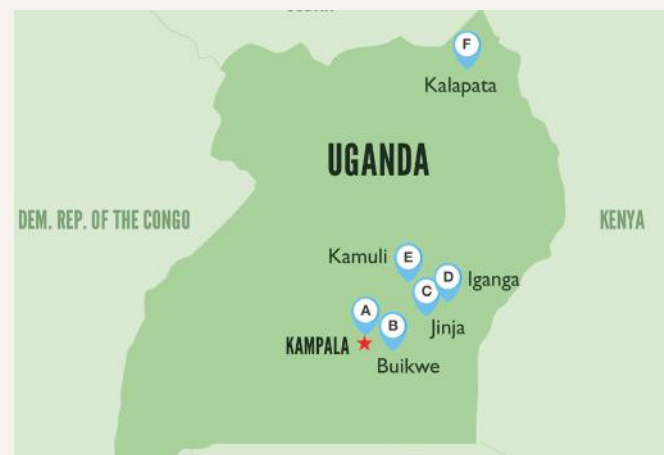 F
Kalapata
UGANDA
DEM. REP. OF THE CONGO
KENYA
Kamuli
E
D
Iganga
C
A
Jinja
B
KAMPALA
Buikwe